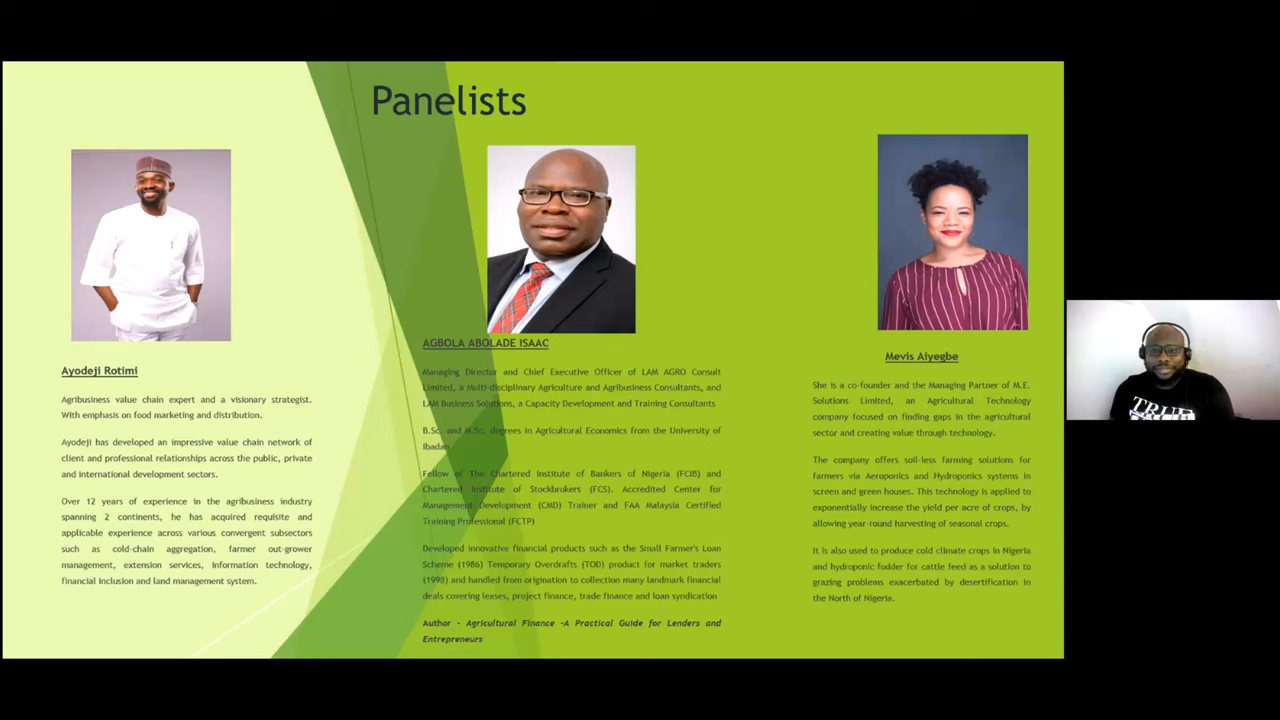 Panelists
Ayodeji Rotimi
Agribusiness value chain expert and a visionary strategist.
With emphasis on food marketing and distribution.
Ayodeji has developed an impressive value chain network of
client and professional relationships across the public, private
and international development sectors.
Over 12 years of experience in the agribusiness industry
spanning 2 continents, he has acquired requisite and
applicable experience across various convergent subsectors
such as cold-chain aggregation, farmer out-grower
management, extension services, information technology,
financial inclusion and land management system.
AGBOLA ABOLADE ISAAC
Managing Director and Chief Executive Officer of LAM AGRO Consult
Limited, a Multi-disciplinary Agriculture and Agribusiness Consultants, and
LAM Business Solutions, a Capacity Development and Training Consultants
B.Sc. and M.Sc. degrees in Agricultural Economics from the University of
Ibadan
Fellow of The Chartered Institute of Bankers of Nigeria (FCIB) and
Chartered Institute of Stockbrokers (FCS). Accredited Center for
Management Development (CMD) Trainer and FAA Malaysia Certified
Training Professional (FCTP)
Developed innovative financial products such as the Small Farmer's Loan
Scheme (1986) Temporary Overdrafts (TOD) product for market traders
(1998) and handled from origination to collection many landmark financial
deals covering leases, project finance, trade finance and loan syndication
Author - Agricultural Finance -A Practical Guide for Lenders and
Entrepreneurs
Mevis Aiyegbe
She is a co-founder and the Managing Partner of M.E.
Solutions Limited, an Agricultural Technology
company focused on finding gaps in the agricultural
sector and creating value through technology.
The company offers soil-less farming solutions for
farmers via Aeroponics and Hydroponics systems in
screen and green houses. This technology is applied to
exponentially increase the yield per acre of crops, by
allowing year-round harvesting of seasonal crops.
It is also used to produce cold climate crops in Nigeria
and hydroponic fodder for cattle feed as a solution to
grazing problems exacerbated by desertification in
the North of Nigeria.